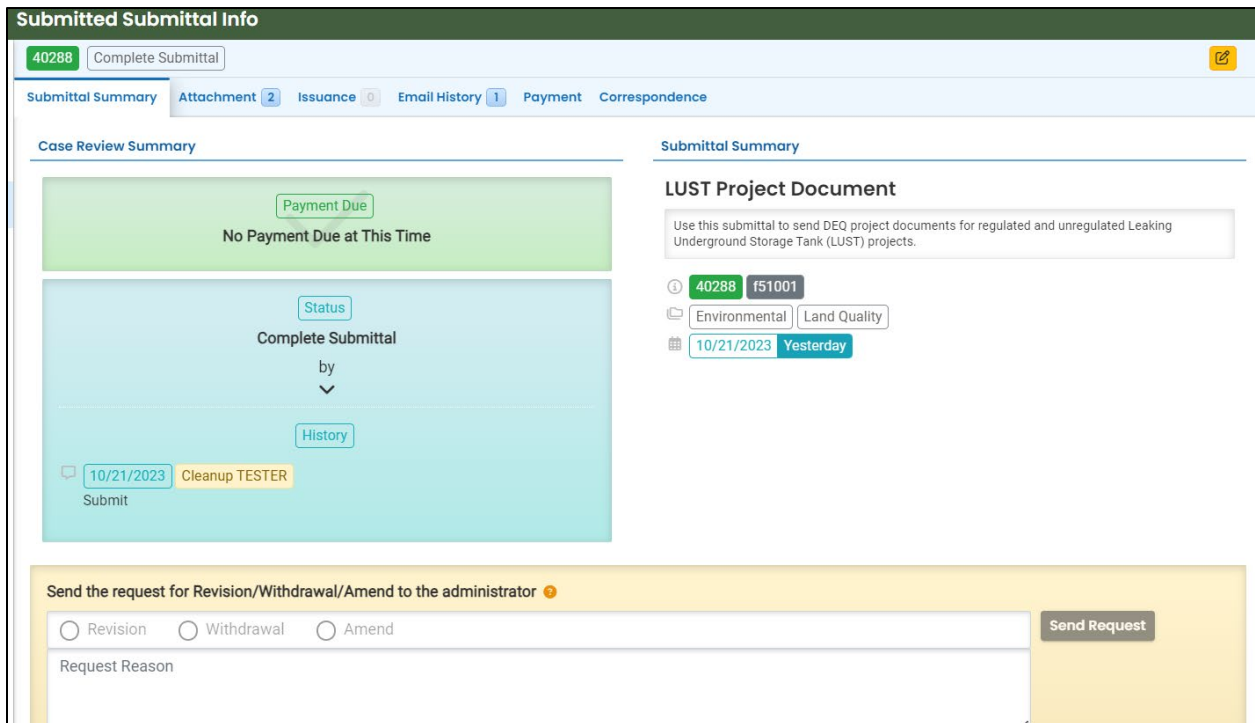 Submitted Submittal Info
40288 Complete Submittal
Submittal Summary Attachment 2 Issuance 0 Email History 1 Payment Correspondence
Case Review Summary
Payment Due
No Payment Due at This Time
Status
Complete Submittal
by
History
10/21/2023 Cleanup TESTER
Submit
Submittal Summary
LUST Project Document
Use this submittal to send DEQ project documents for regulated and unregulated Leaking
Underground Storage Tank (LUST) projects.
40288 f51001
Environmental Land Quality
10/21/2023 Yesterday
Send the request for Revision/Withdrawal/Amend to the administrator ?
Revision Withdrawal Amend
Send Request
Request Reason